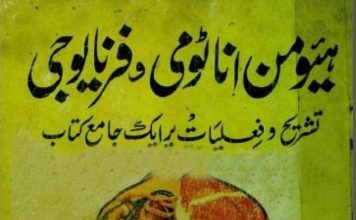 ہیومن اناٹومی و فزیالوجی
تشریح و فعلیات پر ایک جامع کتاب